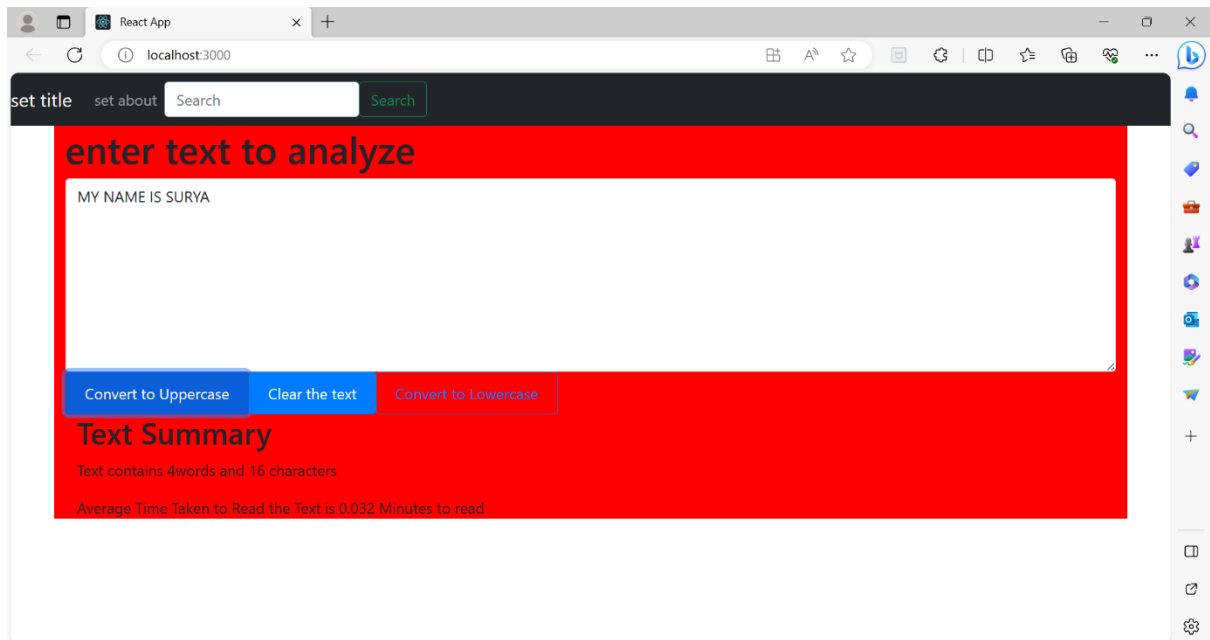 React App
localhost:3000
set title set about Search Search
enter text to analyze
MY NAME IS SURYA
Convert to Uppercase Clear the text Convert to Lowercase
Text Summary
Text contains 4words and 16 characters
Average Time Taken to Read the Text is 0.032 Minutes to read